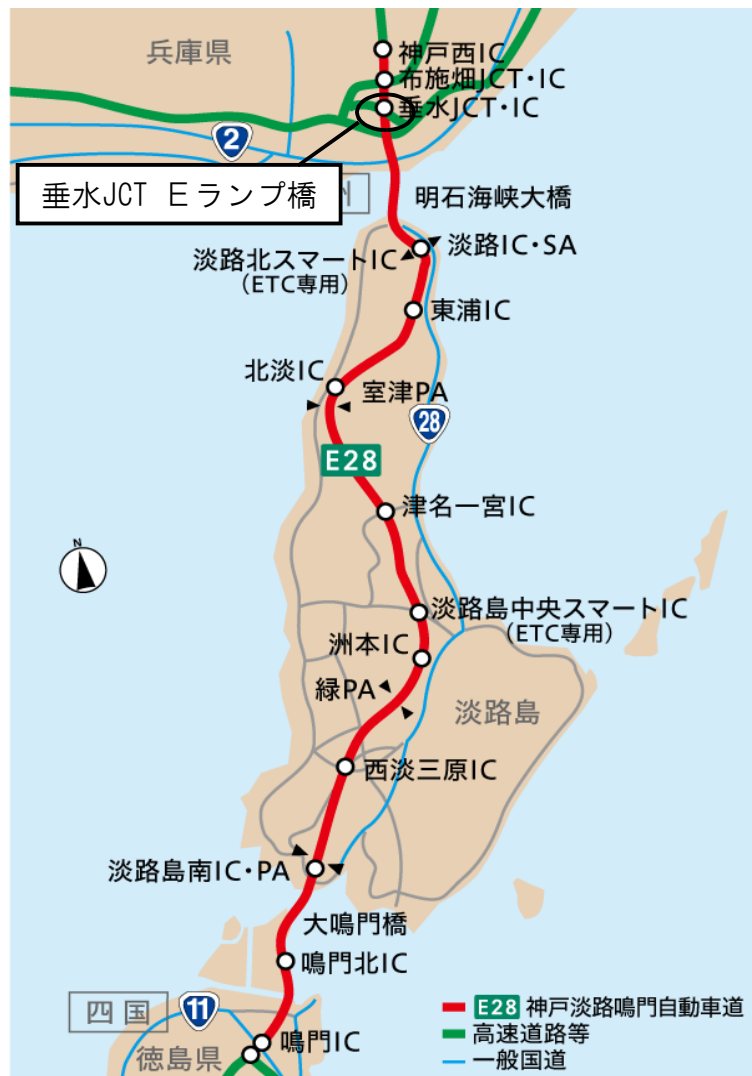 兵庫県
神戸西IC
布施畑JCT・IC
垂水JCT・IC
2
垂水JCT Eランプ橋
州
明石海峡大橋
淡路IC・SA
淡路北スマートIC
(ETC専用)
東浦IC
北淡IC
室津PA
28
E28
津名一宮IC
N
淡路島中央スマートIC
(ETC専用)
洲本IC
緑PA
淡路島
西淡三原IC
淡路島南IC・PA
大鳴門橋
鳴門北IC
四国
11
鳴門IC
徳島県
E28 神戸淡路鳴門自動車道
高速道路等
一般国道